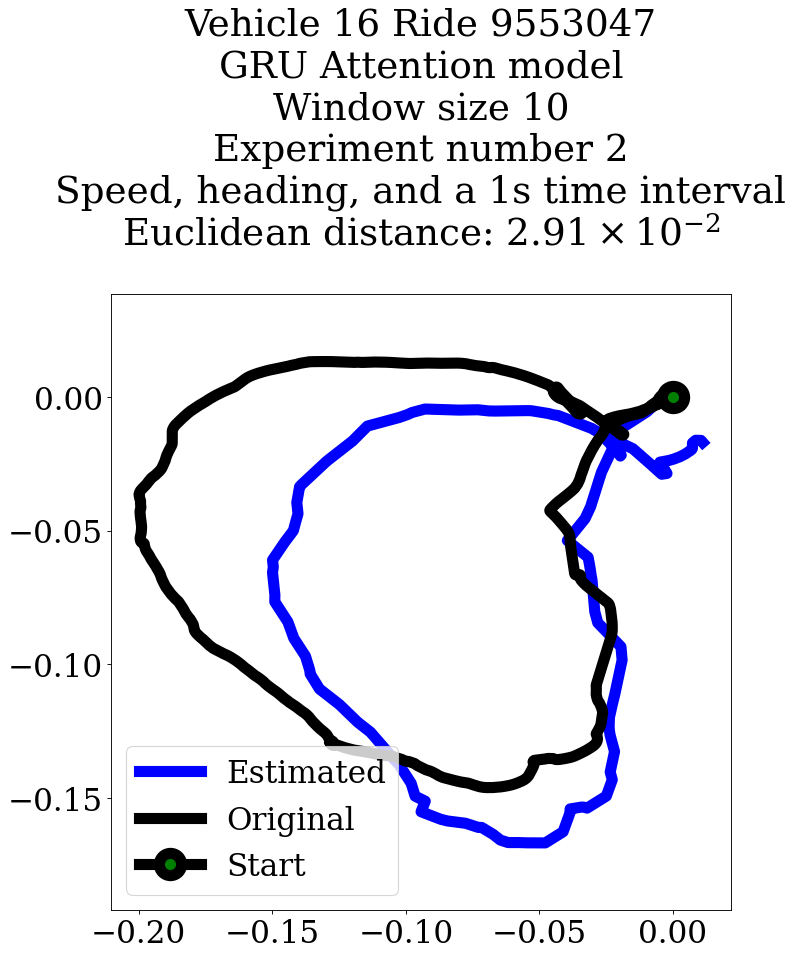 Vehicle 16 Ride 9553047
GRU Attention model
Window size 10
Experiment number 2
Speed, heading, and a 1s time interval
Euclidean distance: 2.91 × 10⁻²
0.00
−0.05
−0.10
−0.15
Estimated
Original
Start
−0.20 −0.15 −0.10 −0.05 0.00